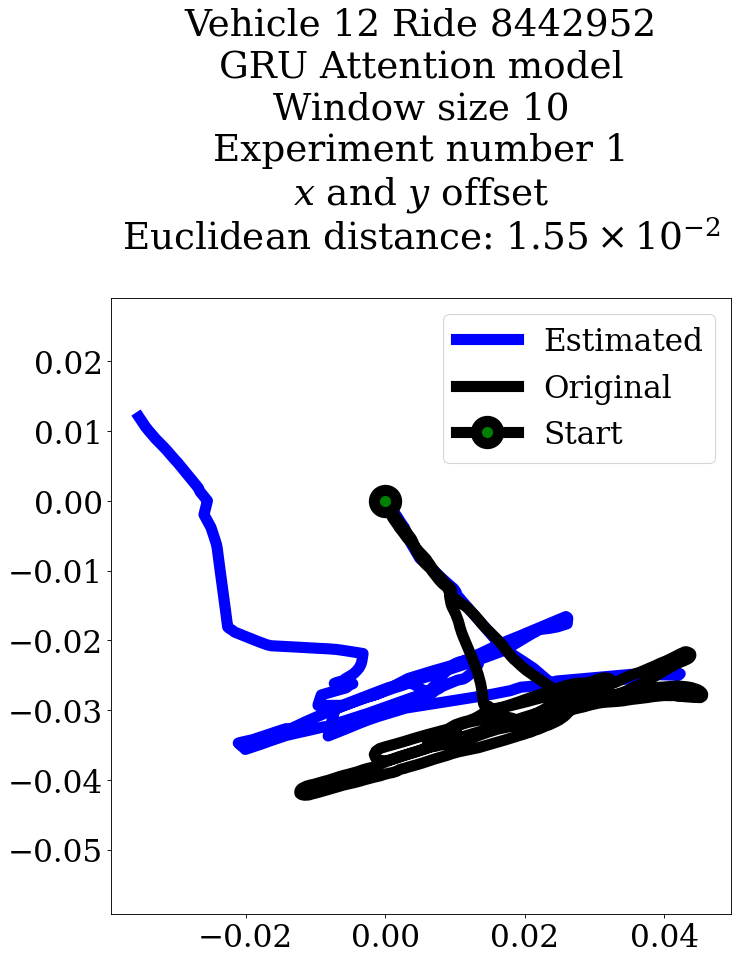 Vehicle 12 Ride 8442952
GRU Attention model
Window size 10
Experiment number 1
x and y offset
Euclidean distance: 1.55 × 10⁻²
Estimated
Original
Start
0.02
0.01
0.00
−0.01
−0.02
−0.03
−0.04
−0.05
−0.02 0.00 0.02 0.04